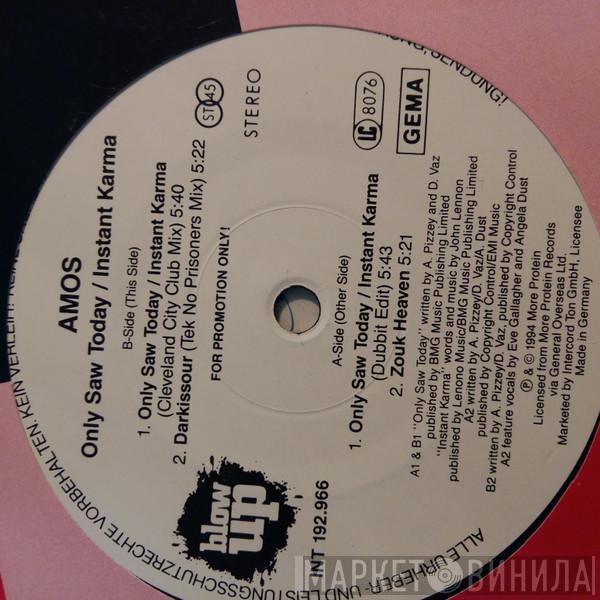 AMOS
Only Saw Today / Instant Karma
B-Side (This Side)
1. Only Saw Today / Instant Karma
(Cleveland City Club Mix) 5:40
2. Darkissour (Tek No Prisoners Mix) 5:22
FOR PROMOTION ONLY!
ST 45
STEREO
LC 8076
GEMA
A-Side (Other Side)
1. Only Saw Today / Instant Karma
(Dubbit Edit) 5:43
2. Zouk Heaven 5:21
A1 & B1 "Only Saw Today" written by A. Pizzey and D. Vaz
published by BMG Music Publishing Limited
"Instant Karma" words and music by John Lennon
published by Lenono Music/BMG Music Publishing Limited
A2 written by A. Pizzey/D. Vaz/A. Dust
published by Copyright Control/EMI Music
B2 written by A. Pizzey/D. Vaz, published by Copyright Control
A2 feature vocals by Eve Gallagher and Angela Dust
℗ & © 1994 More Protein
Licensed from More Protein Records
via General Overseas Ltd.
Marketed by Intercord Ton GmbH, Licensee
Made in Germany
blow up
INT 192.966
ALLE URHEBER- UND LEISTUNGSSCHUTZRECHTE VORBEHALTEN. KEIN VERLEIH!
SENDUNG!
МАРКЕТ ВИНИЛА